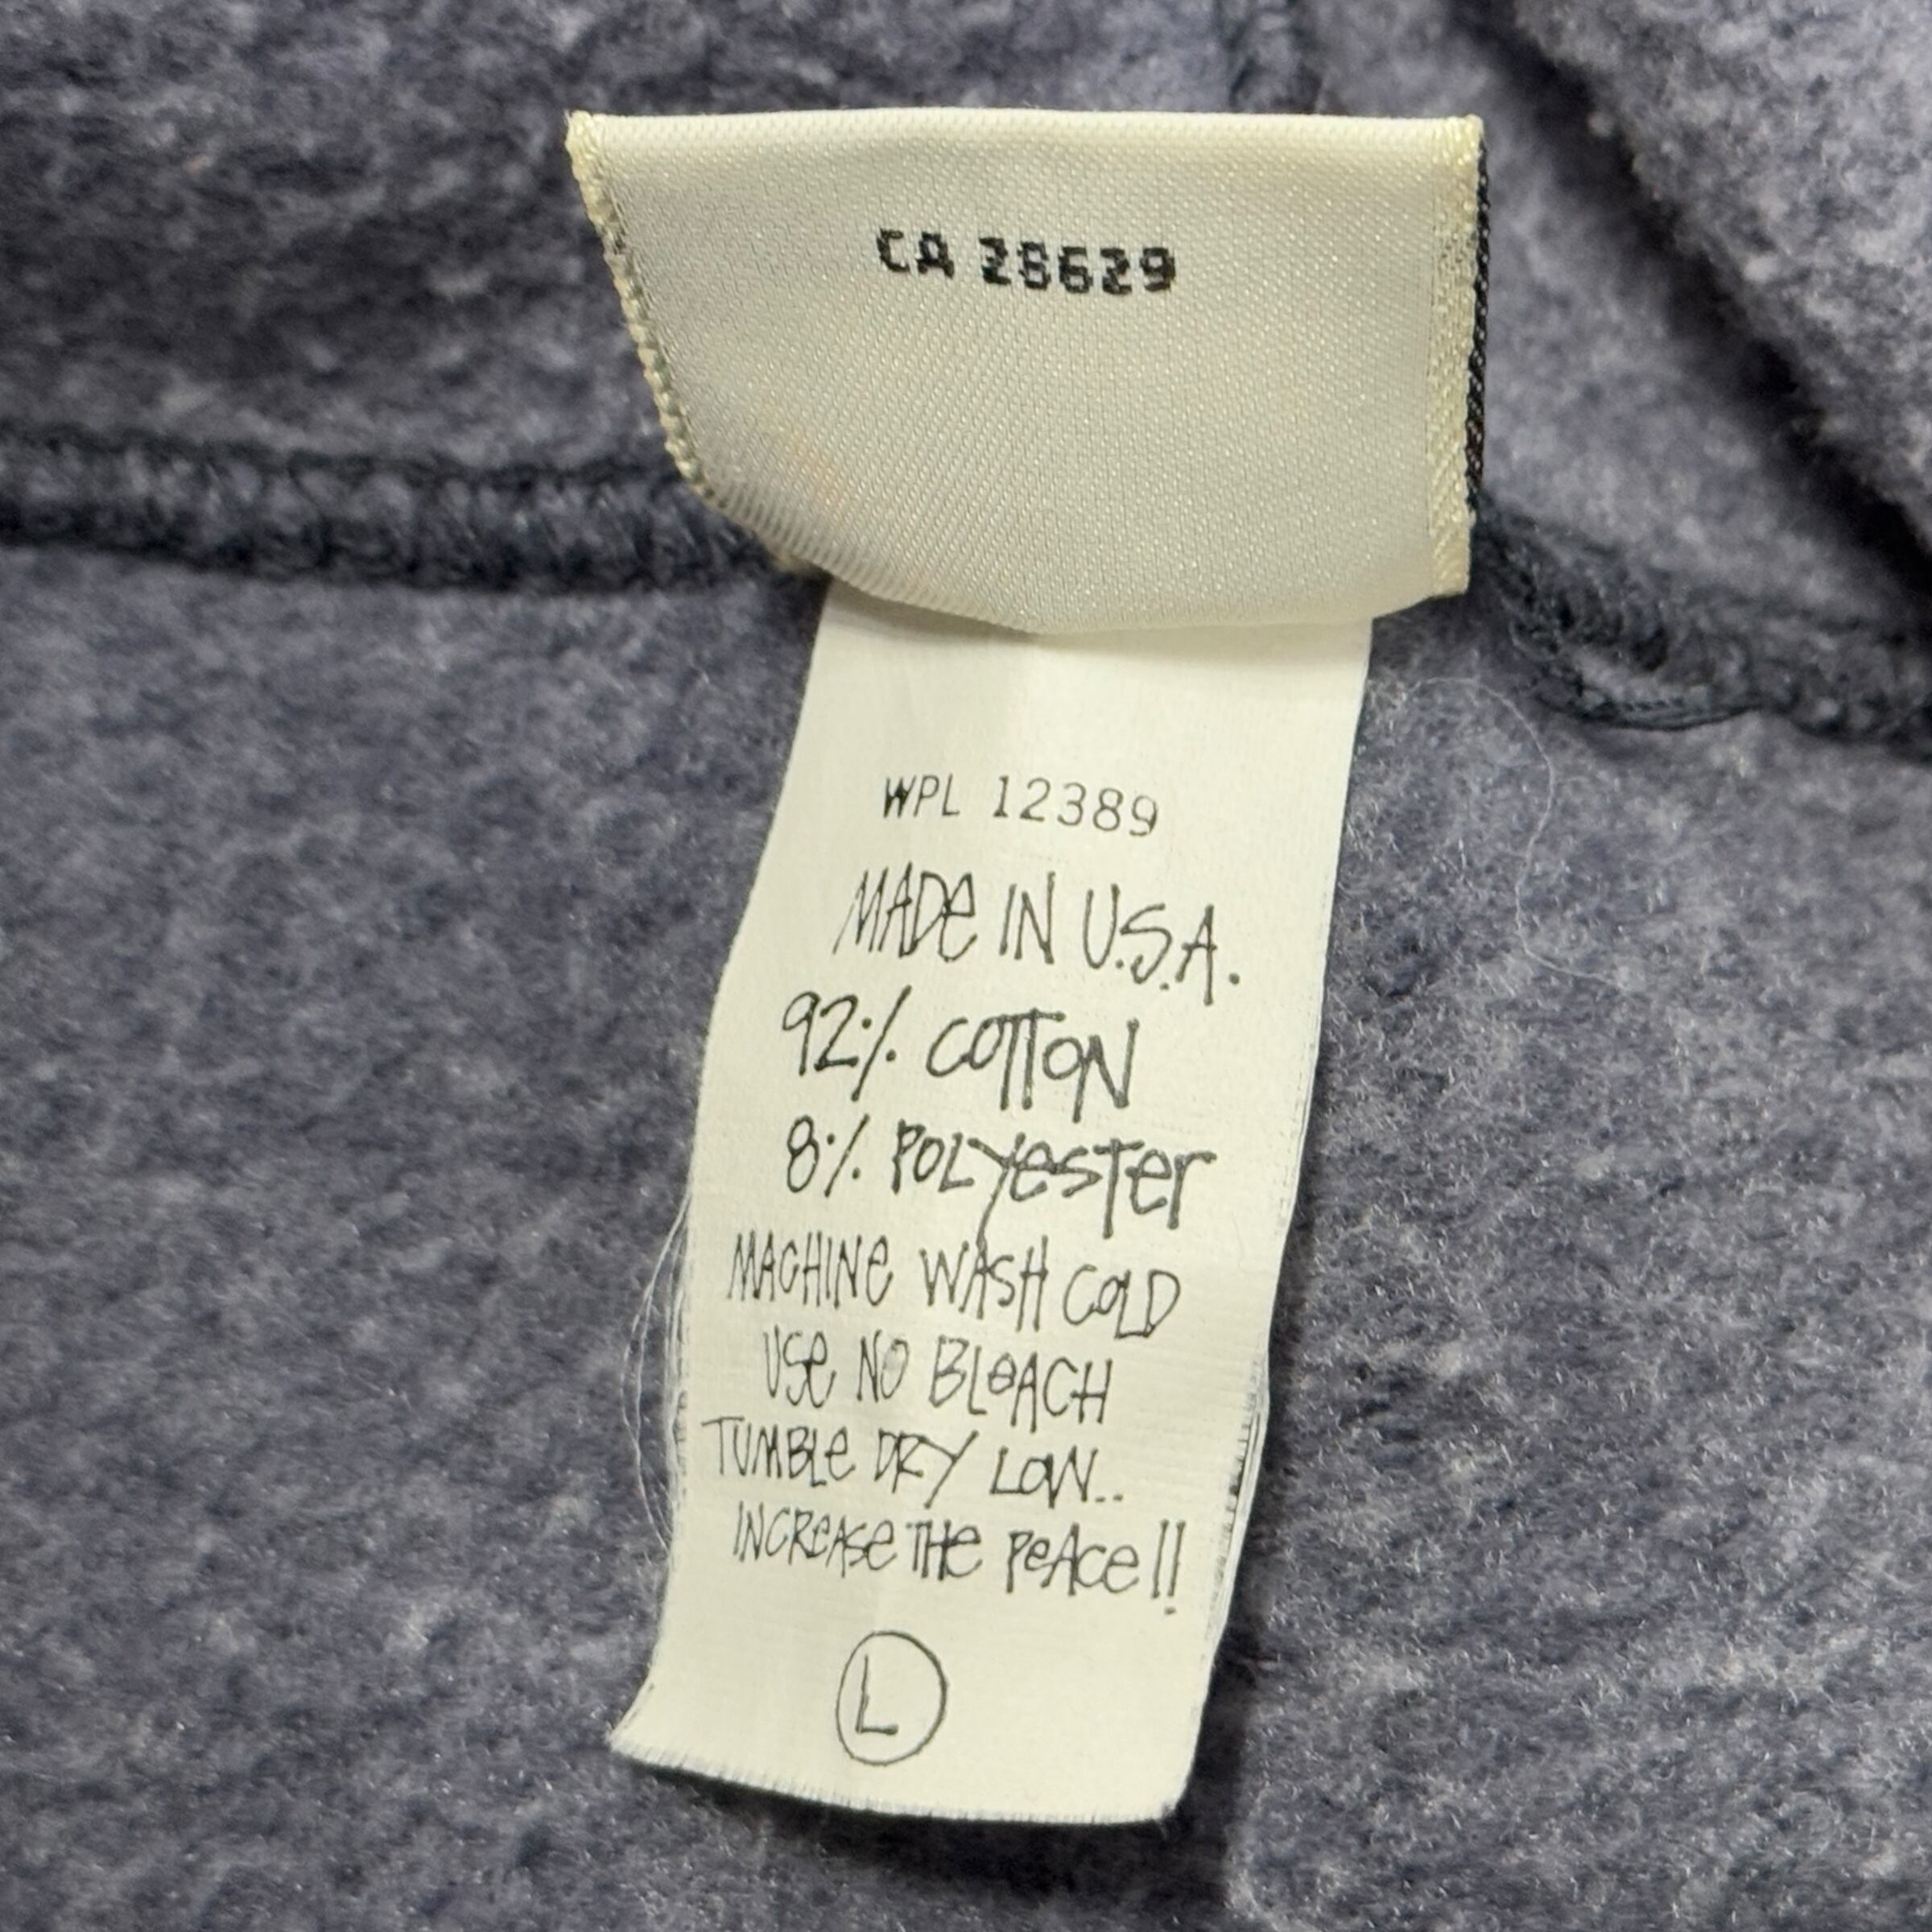 CA 28629
WPL 12389
MADE IN U.S.A.
92% COTTON
8% POLYESTER
MACHINE WASH COLD
USE NO BLEACH
TUMBLE DRY LOW..
INCREASE THE PEACE!!
L